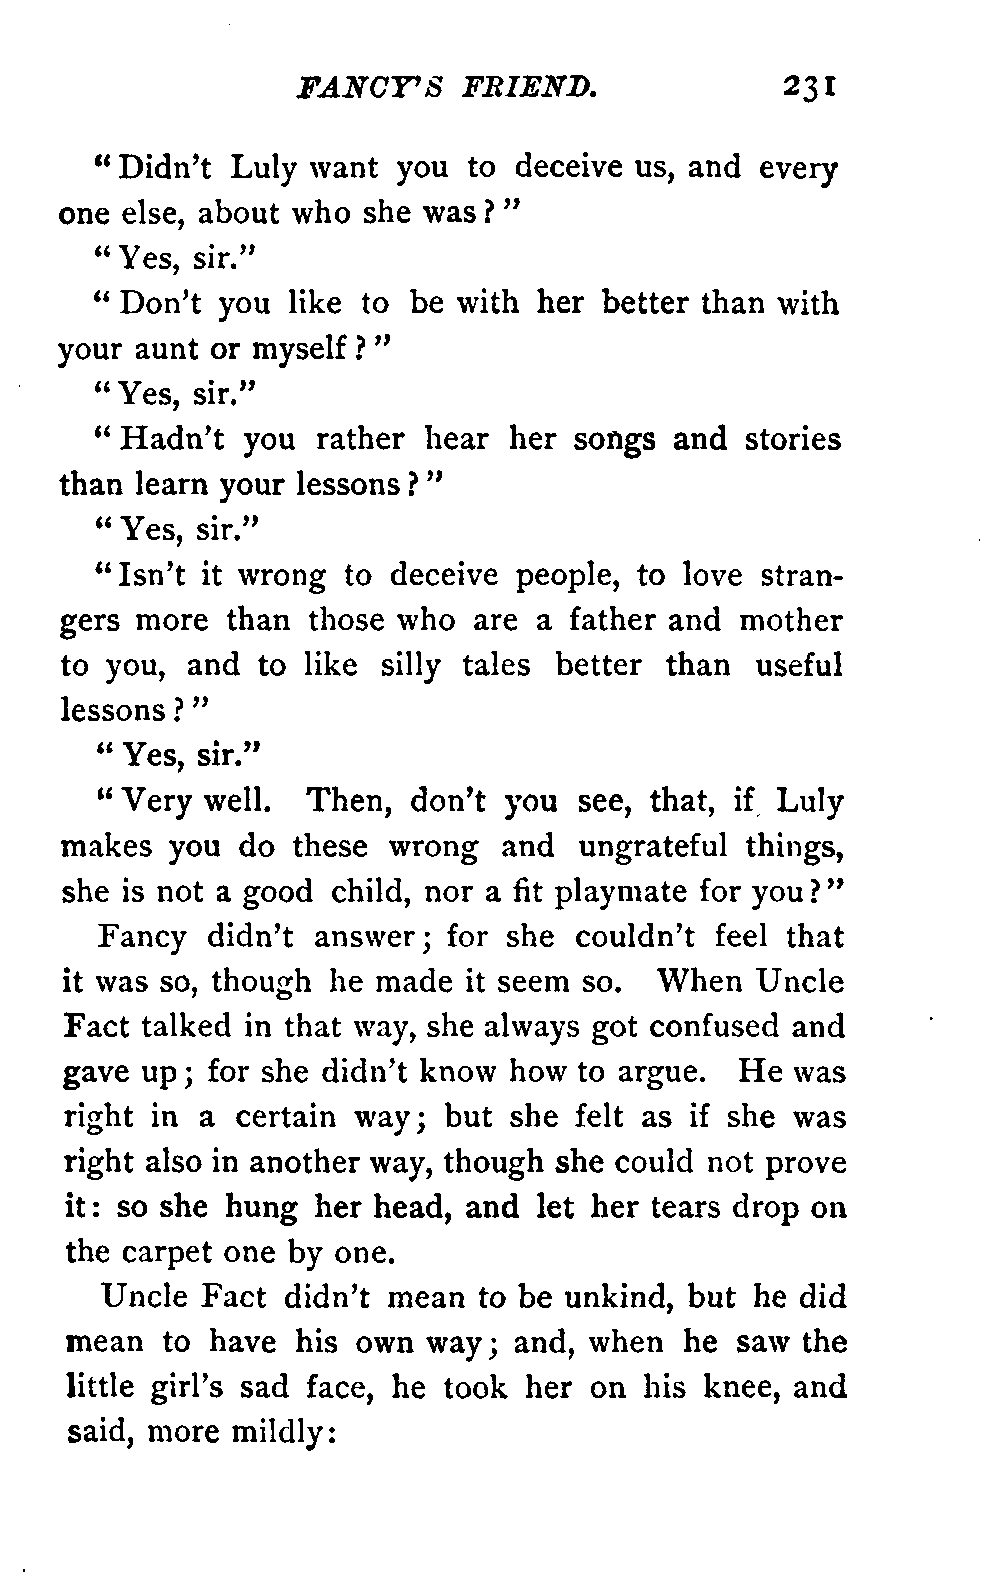 FANCY'S FRIEND. 231
"Didn't Luly want you to deceive us, and every
one else, about who she was?"
"Yes, sir."
"Don't you like to be with her better than with
your aunt or myself?"
"Yes, sir."
"Hadn't you rather hear her songs and stories
than learn your lessons?"
"Yes, sir."
"Isn't it wrong to deceive people, to love stran-
gers more than those who are a father and mother
to you, and to like silly tales better than useful
lessons?"
"Yes, sir."
"Very well. Then, don't you see, that, if Luly
makes you do these wrong and ungrateful things,
she is not a good child, nor a fit playmate for you?"
Fancy didn't answer; for she couldn't feel that
it was so, though he made it seem so. When Uncle
Fact talked in that way, she always got confused and
gave up; for she didn't know how to argue. He was
right in a certain way; but she felt as if she was
right also in another way, though she could not prove
it: so she hung her head, and let her tears drop on
the carpet one by one.
Uncle Fact didn't mean to be unkind, but he did
mean to have his own way; and, when he saw the
little girl's sad face, he took her on his knee, and
said, more mildly: